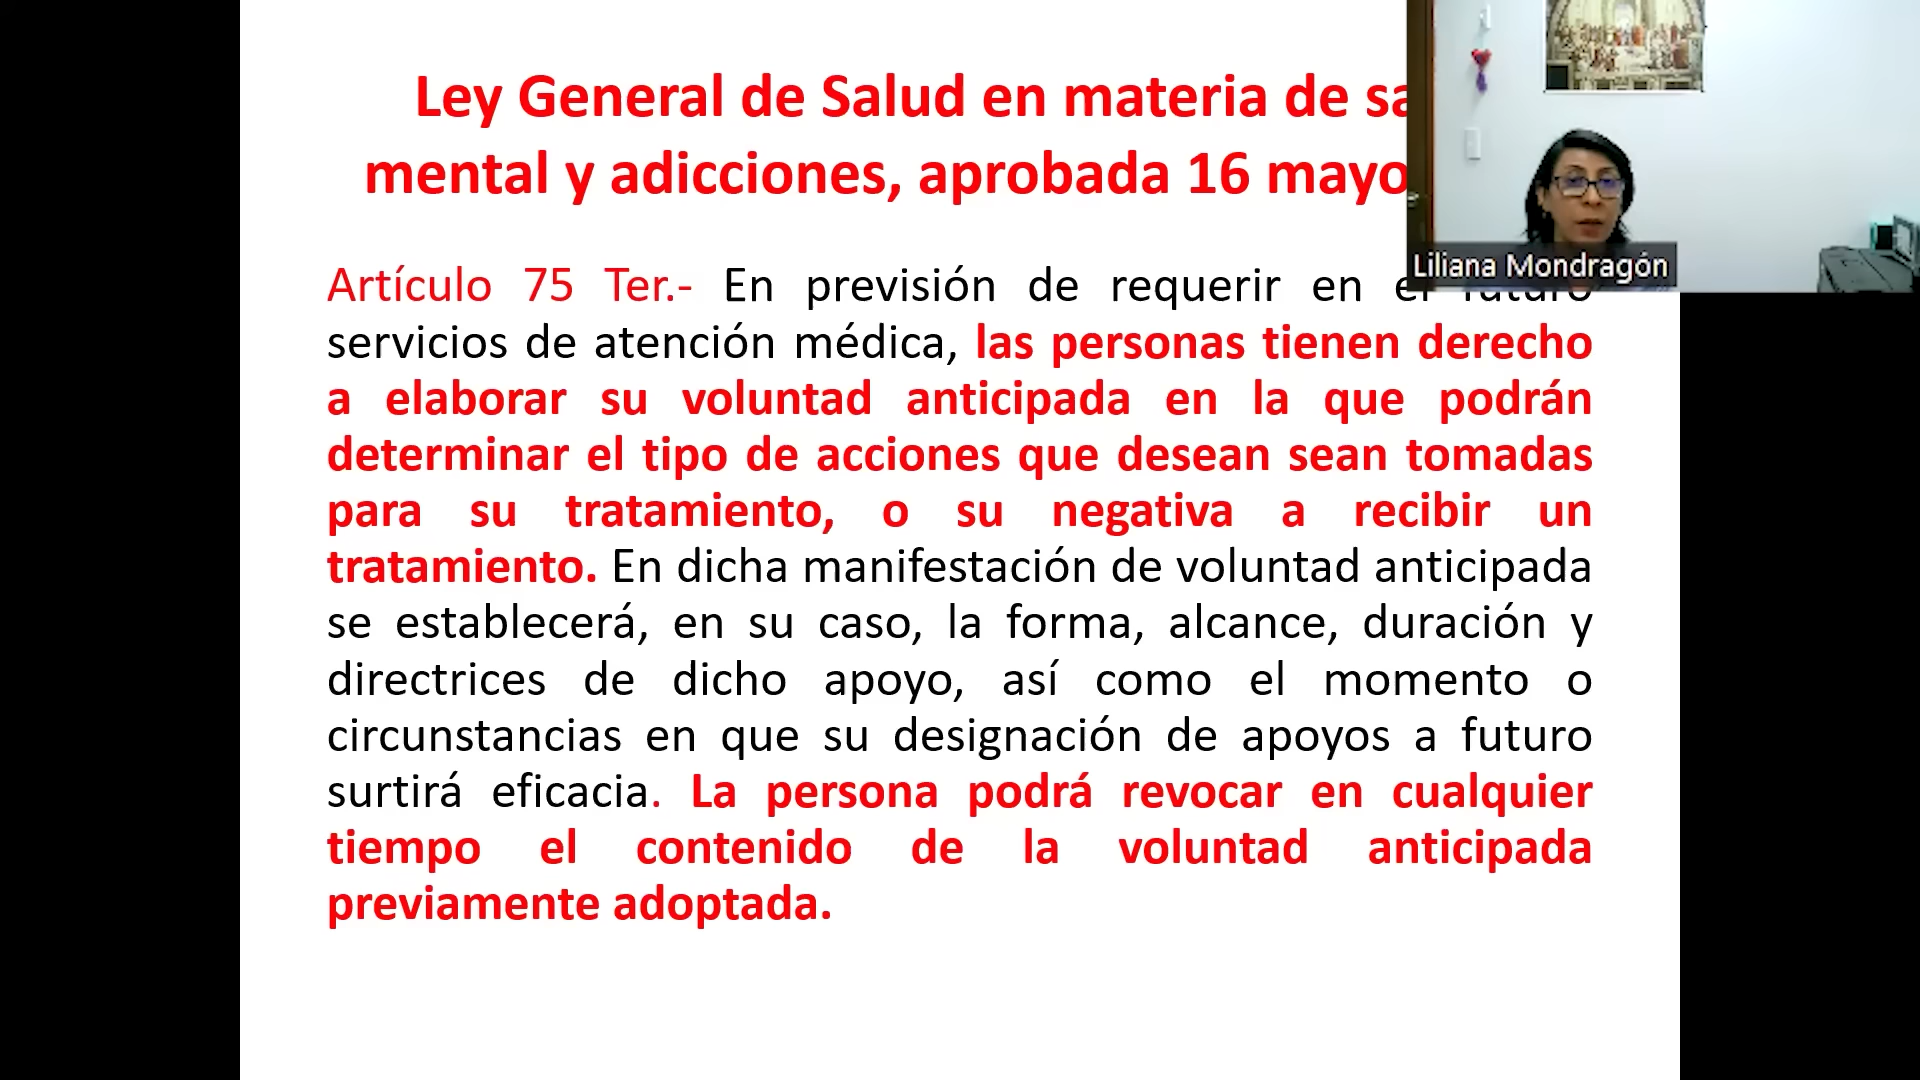 Ley General de Salud en materia de sa
mental y adicciones, aprobada 16 mayo
Liliana Mondragón
Artículo 75 Ter.- En previsión de requerir en el futuro
servicios de atención médica, las personas tienen derecho
a elaborar su voluntad anticipada en la que podrán
determinar el tipo de acciones que desean sean tomadas
para su tratamiento, o su negativa a recibir un
tratamiento. En dicha manifestación de voluntad anticipada
se establecerá, en su caso, la forma, alcance, duración y
directrices de dicho apoyo, así como el momento o
circunstancias en que su designación de apoyos a futuro
surtirá eficacia. La persona podrá revocar en cualquier
tiempo el contenido de la voluntad anticipada
previamente adoptada.